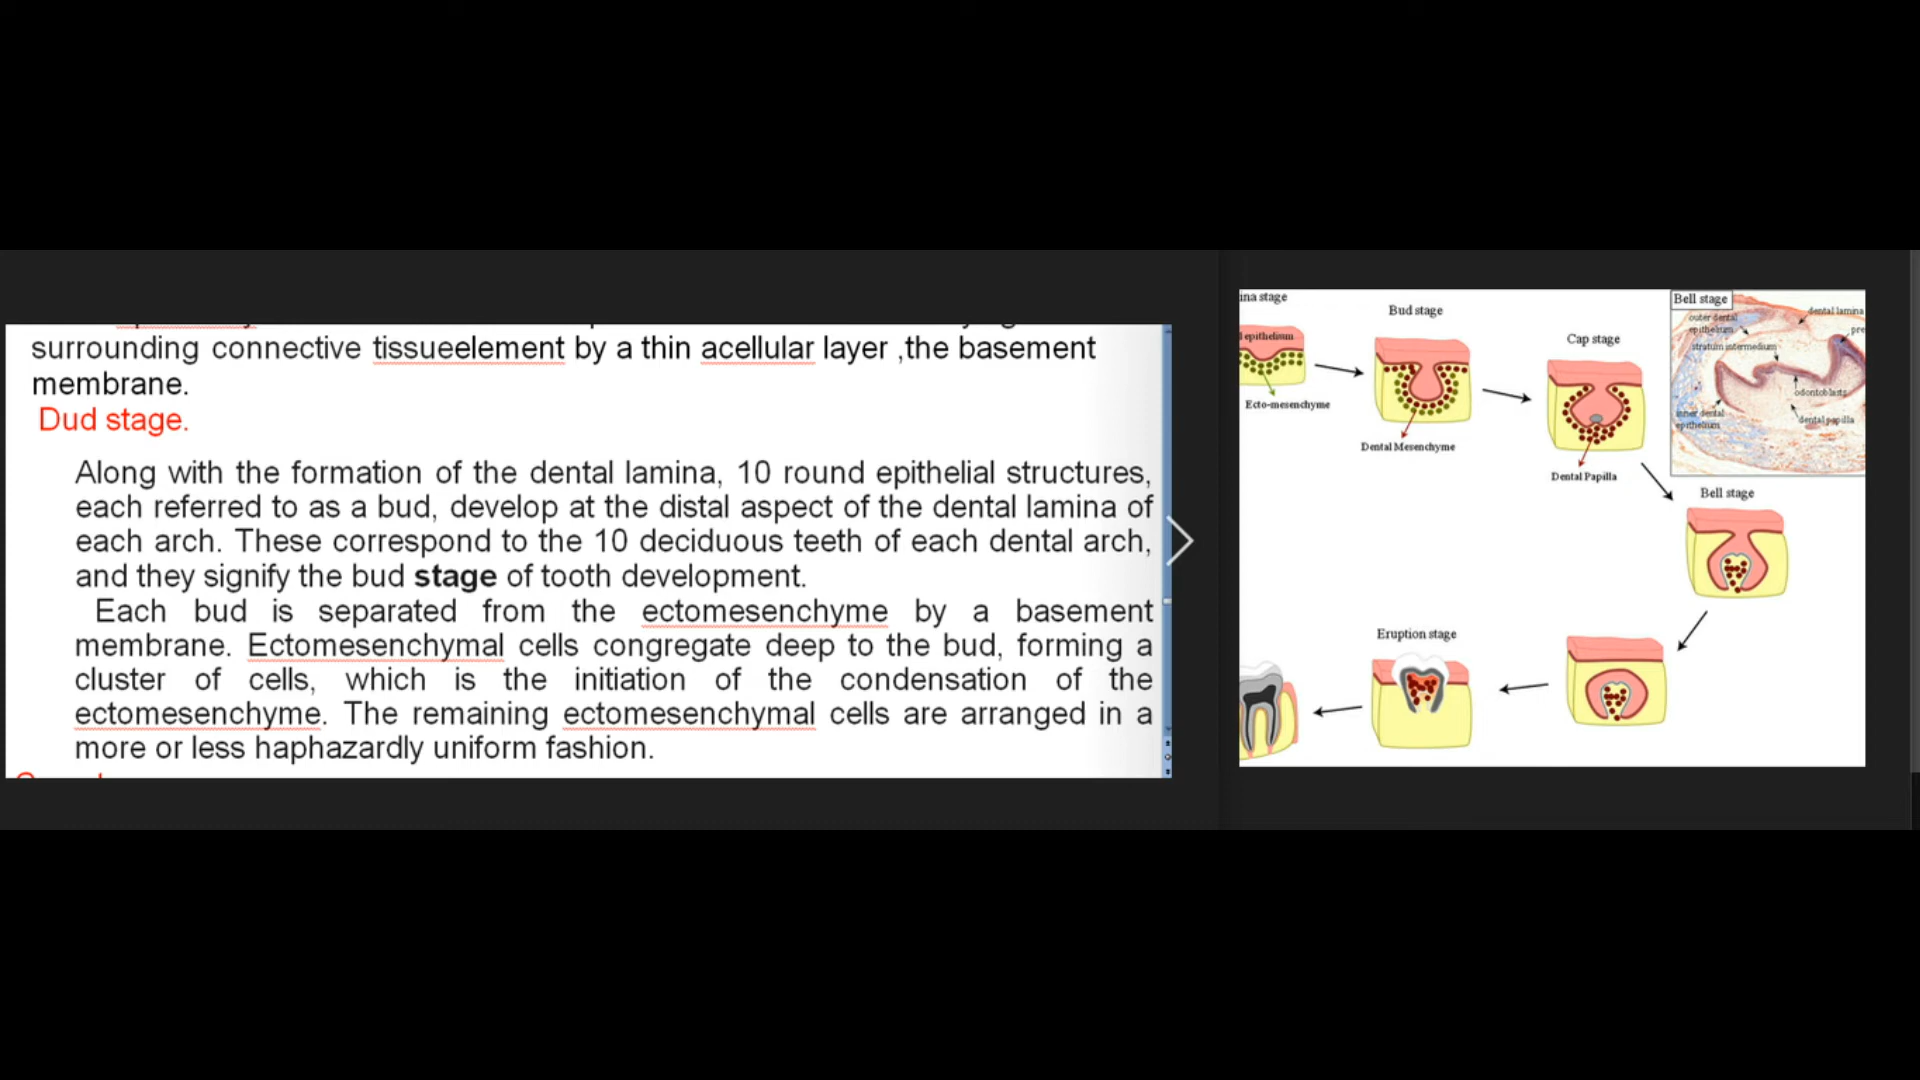 surrounding connective tissueelement by a thin acellular layer ,the basement
membrane.
Dud stage.
Along with the formation of the dental lamina, 10 round epithelial structures,
each referred to as a bud, develop at the distal aspect of the dental lamina of
each arch. These correspond to the 10 deciduous teeth of each dental arch,
and they signify the bud stage of tooth development.
Each bud is separated from the ectomesenchyme by a basement
membrane. Ectomesenchymal cells congregate deep to the bud, forming a
cluster of cells, which is the initiation of the condensation of the
ectomesenchyme. The remaining ectomesenchymal cells are arranged in a
more or less haphazardly uniform fashion.
ina stage
epithelium
Ecto-mesenchyme
Bud stage
Dental Mesenchyme
Cap stage
Dental Papilla
Bell stage
outer dental
epithelium
dental lamina
pre
stratum intermedium
odontoblasts
inner dental
epithelium
dental papilla
Bell stage
Eruption stage